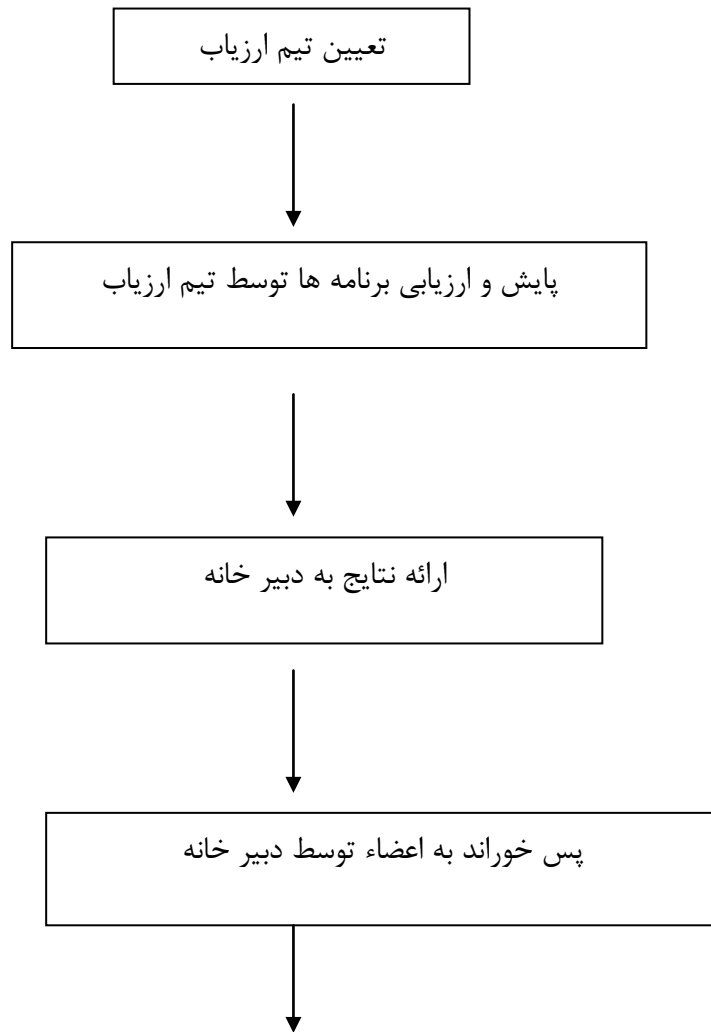 تعیین تیم ارزیاب
پایش و ارزیابی برنامه ها توسط تیم ارزیاب
ارائه نتایج به دبیر خانه
پس خوراند به اعضاء توسط دبیر خانه